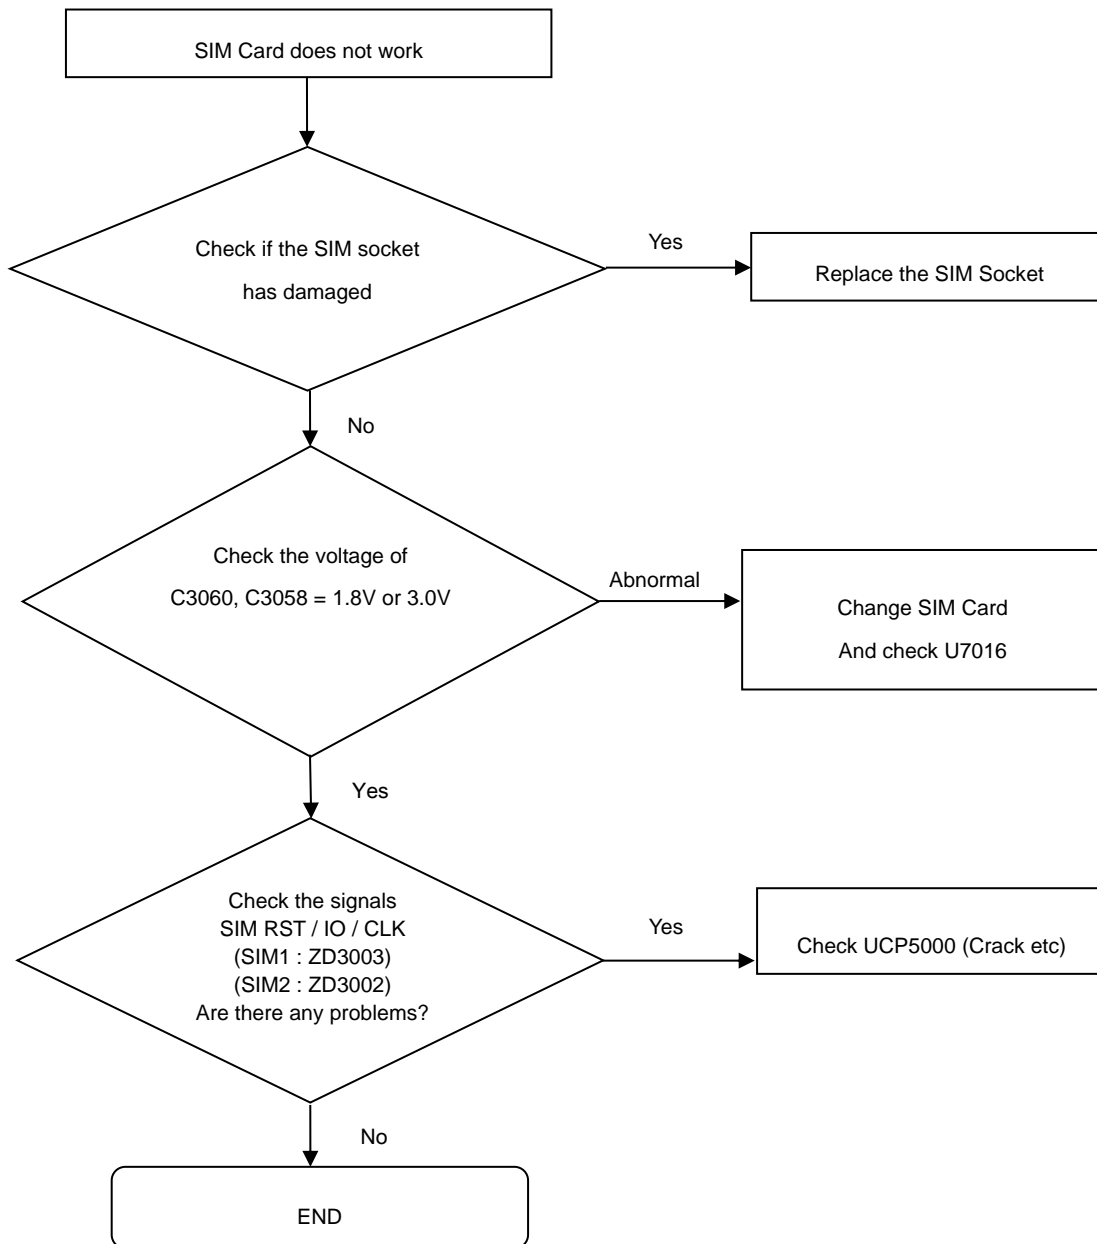 SIM Card does not work
Check if the SIM socket
has damaged
Yes
Replace the SIM Socket
No
Check the voltage of
C3060, C3058 = 1.8V or 3.0V
Abnormal
Change SIM Card
And check U7016
Yes
Check the signals
SIM RST / IO / CLK
(SIM1 : ZD3003)
(SIM2 : ZD3002)
Are there any problems?
Yes
Check UCP5000 (Crack etc)
No
END